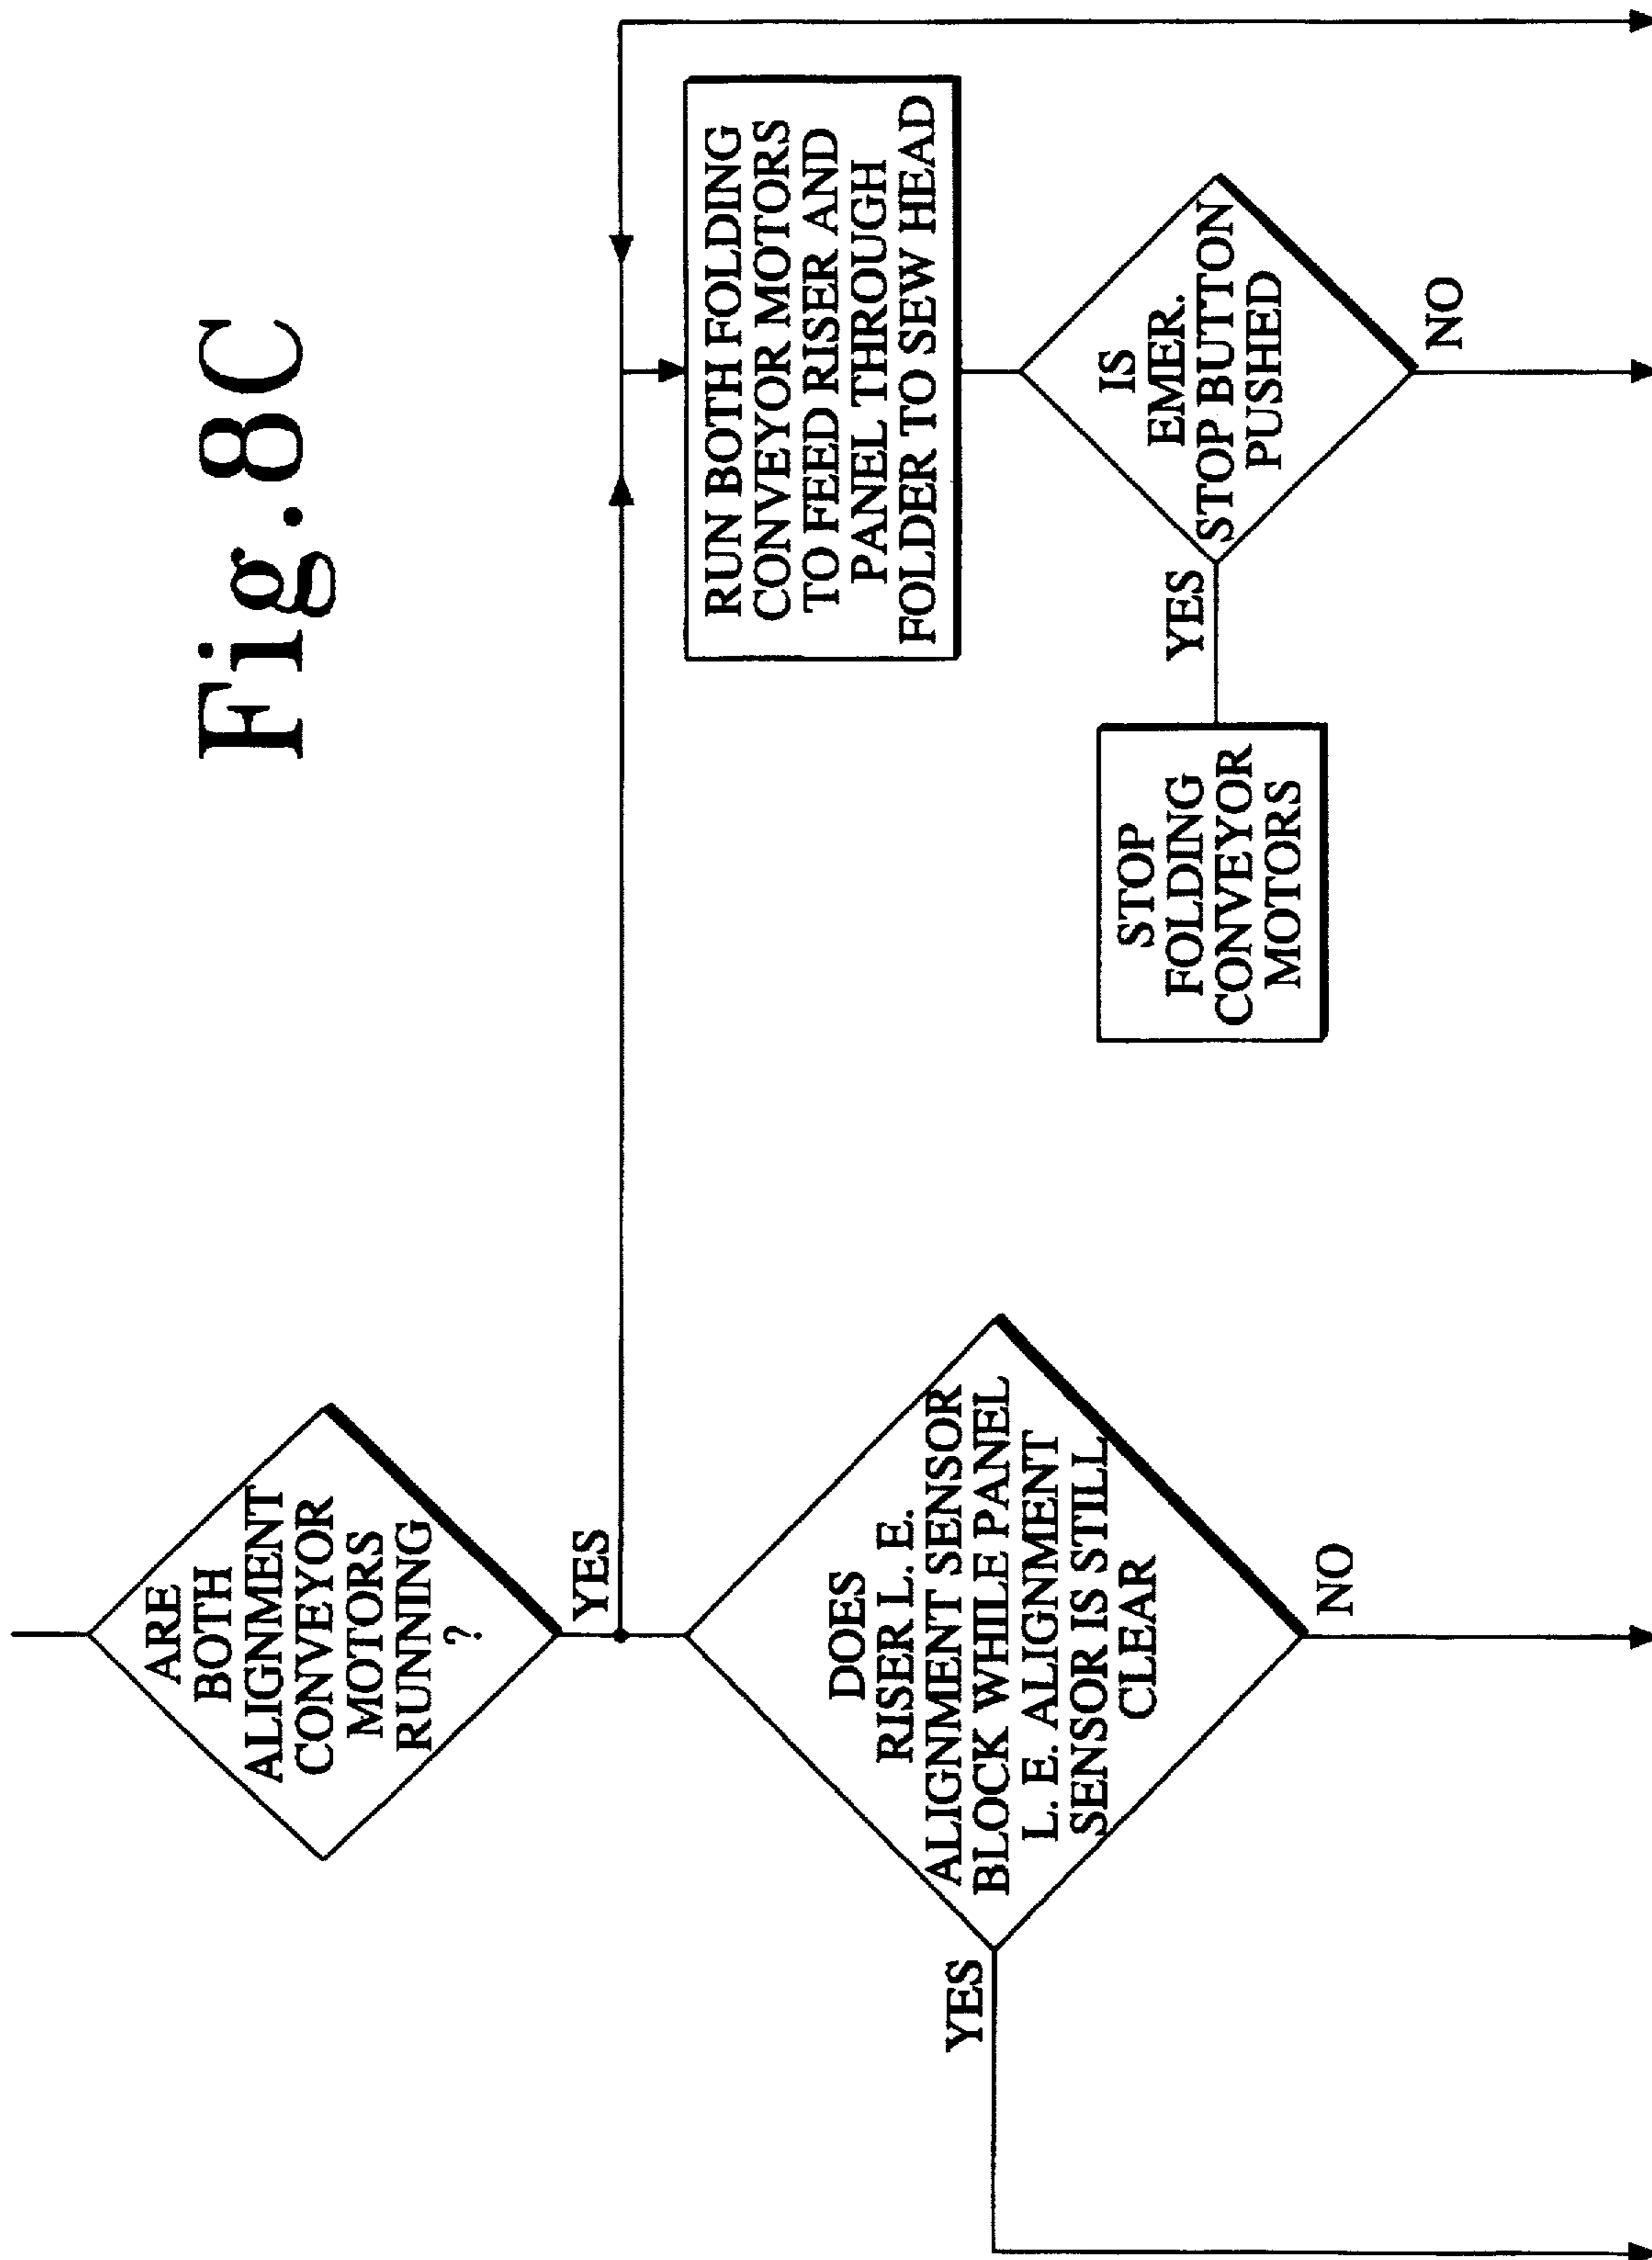 Fig.8C
ARE
BOTH
ALIGNMENT
CONVEYOR
MOTORS
RUNNING
?
YES
DOES
RISER L. E.
ALIGNMENT SENSOR
BLOCK WHILE PANEL
L. E. ALIGNMENT
SENSOR IS STILL
CLEAR
YES
NO
RUN BOTH FOLDING
CONVEYOR MOTORS
TO FEED RISER AND
PANEL THROUGH
FOLDER TO SEW HEAD
IS
EMER.
STOP BUTTON
PUSHED
YES
NO
STOP
FOLDING
CONVEYOR
MOTORS